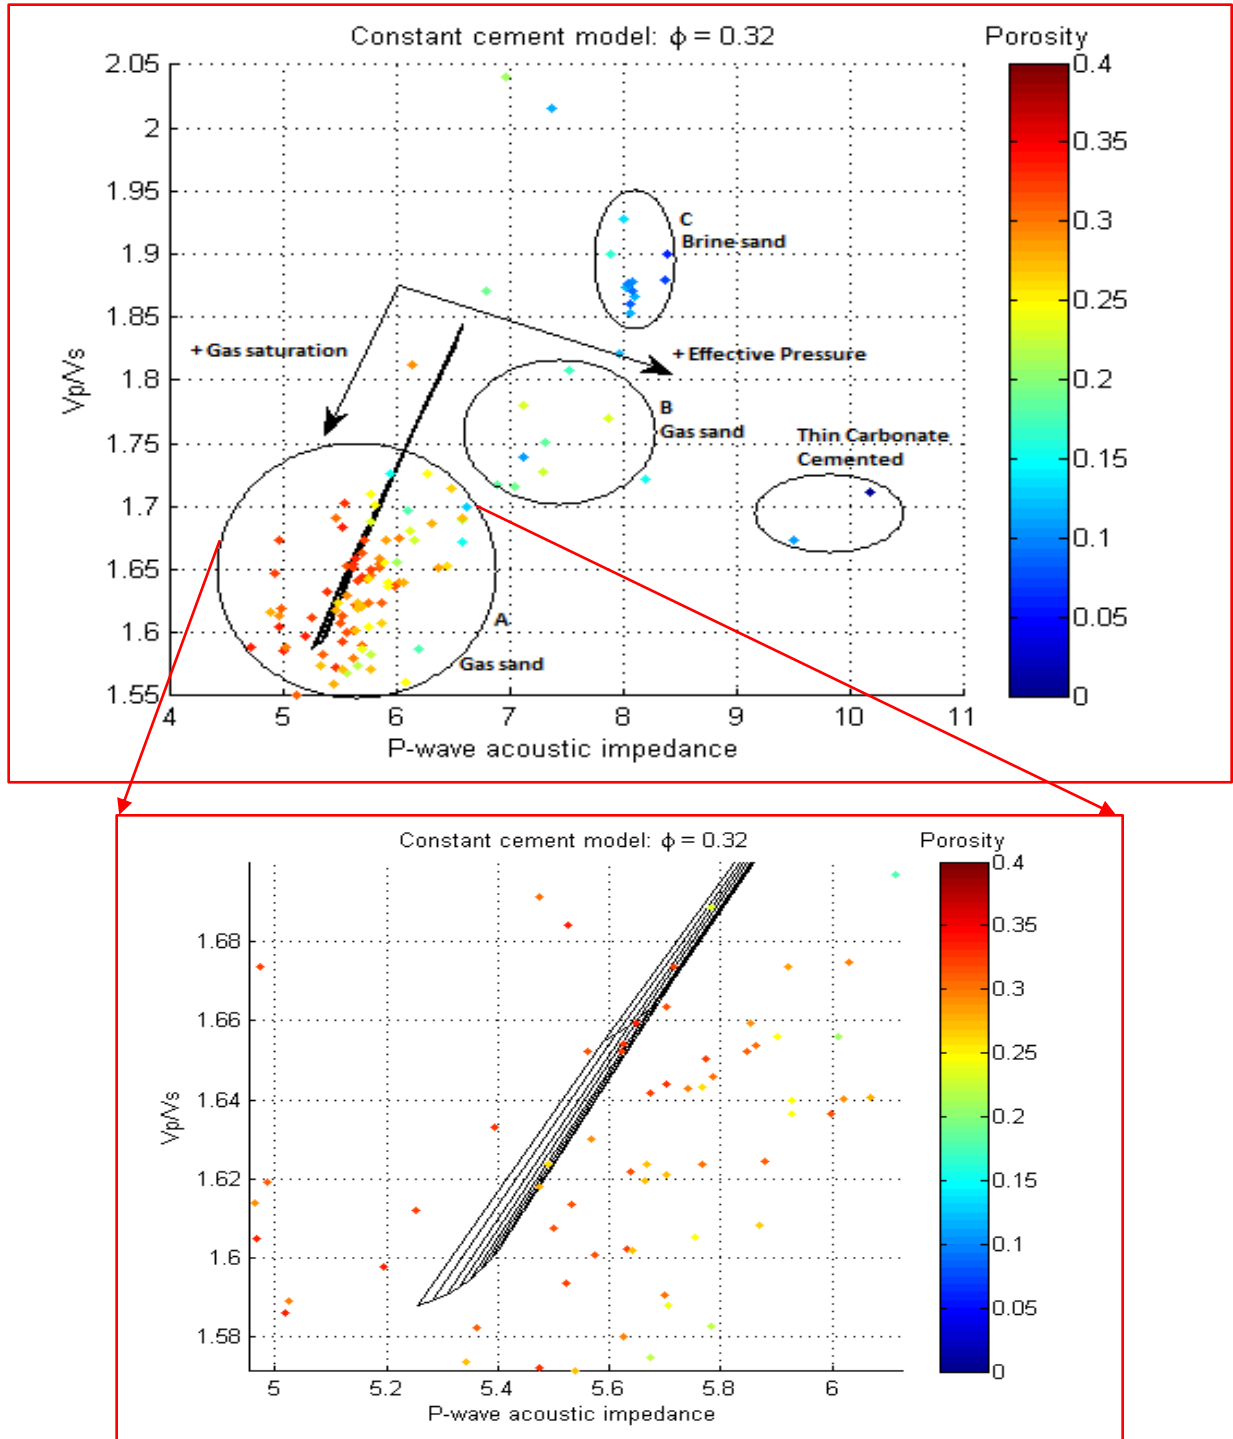 Constant cement model: ϕ = 0.32
Porosity
2.05
2
1.95
1.9
1.85
1.8
1.75
1.7
1.65
1.6
1.55
Vp/Vs
C
Brine sand
+ Gas saturation
+ Effective Pressure
B
Gas sand
Thin Carbonate
Cemented
A
Gas sand
4 5 6 7 8 9 10 11
P-wave acoustic impedance
0.4
0.35
0.3
0.25
0.2
0.15
0.1
0.05
0
Constant cement model: ϕ = 0.32
Porosity
1.68
1.66
1.64
1.62
1.6
1.58
Vp/Vs
5 5.2 5.4 5.6 5.8 6
P-wave acoustic impedance
0.4
0.35
0.3
0.25
0.2
0.15
0.1
0.05
0